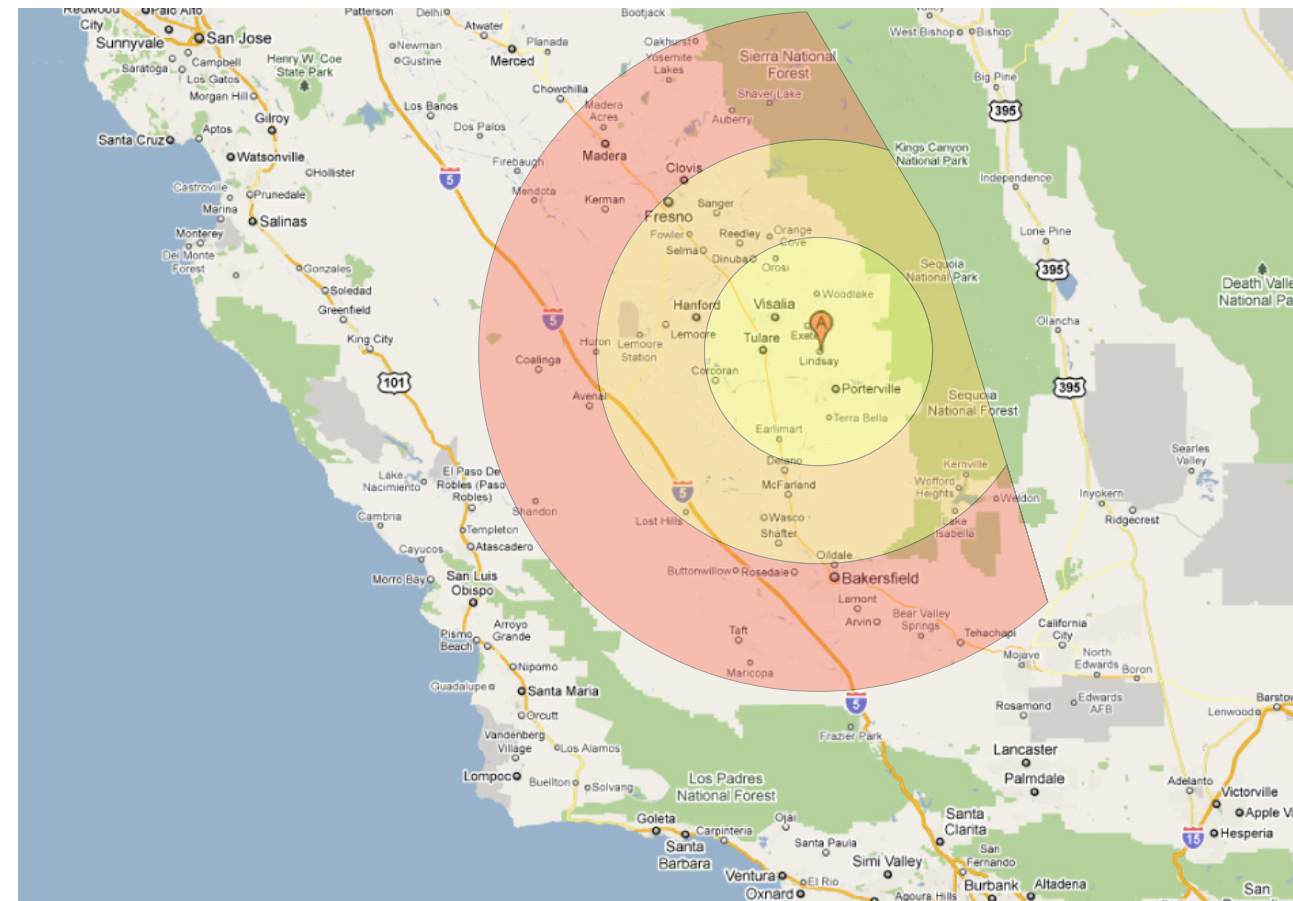 Redwood
City
Palo Alto
Sunnyvale
San Jose
Saratoga
Campbell
Los Gatos
Morgan Hill
Henry W. Coe
State Park
Patterson
Delhi
Newman
Gustine
Atwater
Planada
Merced
Chowchilla
Los Banos
Dos Palos
Bootjack
Oakhurst
Yosemite
Lakes
Sierra National
Forest
Shaver Lake
Auberry
Madera
Acres
Madera
Valley
West Bishop
Bishop
Big Pine
395
Kings Canyon
National Park
Independence
Lone Pine
395
Death Valle
National Pa
Olancha
395
Santa Cruz
Aptos
Gilroy
Watsonville
Hollister
Castroville
Prunedale
Marina
Salinas
Monterey
Del Monte
Forest
Gonzales
Soledad
Greenfield
King City
101
Firebaugh
5
Mendota
Kerman
Clovis
Fresno
Sanger
Fowler
Reedley
Orange
Cove
Selma
Dinuba
Orosi
Sequoia
National Park
Woodlake
Hanford
Visalia
A
Lemoore
Exete
Lemoore
Station
Tulare
Lindsay
5
Huron
Coalinga
Corcoran
Avenal
Porterville
Sequoia
National Forest
Terra Bella
Earlimart
Delano
McFarland
Kernville
Wofford
Heights
Weldon
Lake
Isabella
5
Lost Hills
Wasco
Shafter
Oildale
Buttonwillow
Rosedale
Bakersfield
Lamont
Arvin
Bear Valley
Springs
Tehachapi
Taft
Maricopa
Shandon
Searles
Valley
Inyokern
Ridgecrest
Lake
Nacimiento
El Paso De
Robles (Paso
Robles)
Cambria
Templeton
Atascadero
Cayucos
Morro Bay
San Luis
Obispo
Pismo
Beach
Arroyo
Grande
Nipomo
Guadalupe
Santa Maria
Orcutt
Vandenberg
Village
Los Alamos
Lompoc
Buellton
Solvang
California
City
Mojave
North
Edwards
Boron
Edwards
AFB
Rosamond
Barstow
Lenwood
5
Frazier Park
Lancaster
Palmdale
Los Padres
National Forest
Adelanto
Victorville
Apple Va
Hesperia
15
Goleta
Carpinteria
Santa
Barbara
Ojai
Santa Paula
Santa
Clarita
San
Fernando
Simi Valley
Ventura
El Rio
Oxnard
Agoura Hills
Burbank
Altadena
San